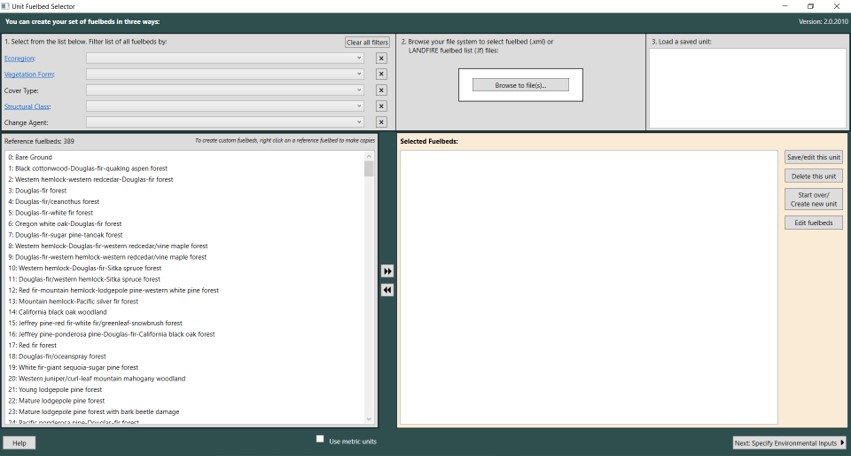 Unit Fuelbed Selector
You can create your set of fuelbeds in three ways:
Version: 2.0.2010
1. Select from the list below. Filter list of all fuelbeds by:
Clear all filters
Ecoregion:
Vegetation Form:
Cover Type:
Structural Class:
Change Agent:
2. Browse your file system to select fuelbed (.xml) or
LANDFIRE fuelbed list (.lf) files:
Browse to file(s)...
3. Load a saved unit:
Reference fuelbeds: 389
To create custom fuelbeds, right click on a reference fuelbed to make copies
0: Bare Ground
1: Black cottonwood-Douglas-fir-quaking aspen forest
2: Western hemlock-western redcedar-Douglas-fir forest
3: Douglas-fir forest
4: Douglas-fir/ceanothus forest
5: Douglas-fir-white fir forest
6: Oregon white oak-Douglas-fir forest
7: Douglas-fir-sugar pine-tanoak forest
8: Western hemlock-Douglas-fir-western redcedar/vine maple forest
9: Douglas-fir-western hemlock-western redcedar/vine maple forest
10: Western hemlock-Douglas-fir-Sitka spruce forest
11: Douglas-fir/western hemlock-Sitka spruce forest
12: Red fir-mountain hemlock-lodgepole pine-western white pine forest
13: Mountain hemlock-Pacific silver fir forest
14: California black oak woodland
15: Jeffrey pine-red fir-white fir/greenleaf-snowbrush forest
16: Jeffrey pine-ponderosa pine-Douglas-fir-California black oak forest
17: Red fir forest
18: Douglas-fir/oceanspray forest
19: White fir-giant sequoia-sugar pine forest
20: Western juniper/curl-leaf mountain mahogany woodland
21: Young lodgepole pine forest
22: Mature lodgepole pine forest
23: Mature lodgepole pine forest with bark beetle damage
24: Pacific ponderosa pine-Douglas-fir forest
Selected Fuelbeds:
Save/edit this unit
Delete this unit
Start over/
Create new unit
Edit fuelbeds
Help
Use metric units
Next: Specify Environmental Inputs